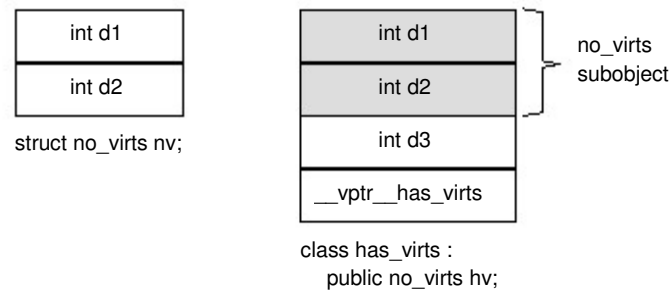 int d1
int d2
struct no_virts nv;
int d1
int d2
int d3
__vptr__has_virts
class has_virts :
public no_virts hv;
no_virts
subobject